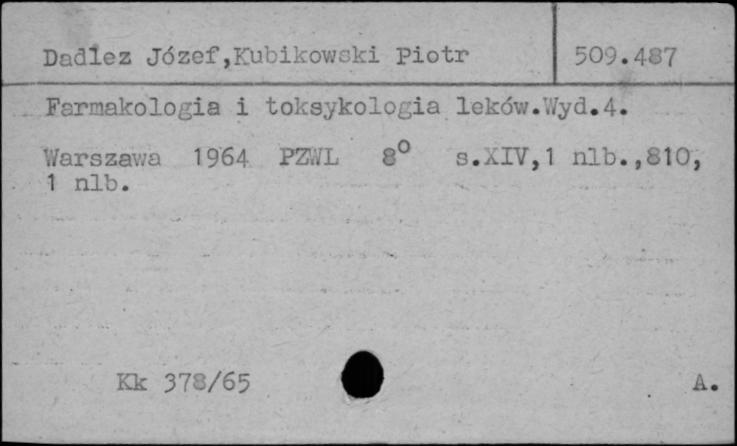 Dadlez Józef,Kubikowski Piotr
509.487
Farmakologia i toksykologia leków.Wyd.4.
Warszawa 1964 PZWL 8° s.XIV,1 nlb.,810,
1 nlb.
Kk 378/65
A.